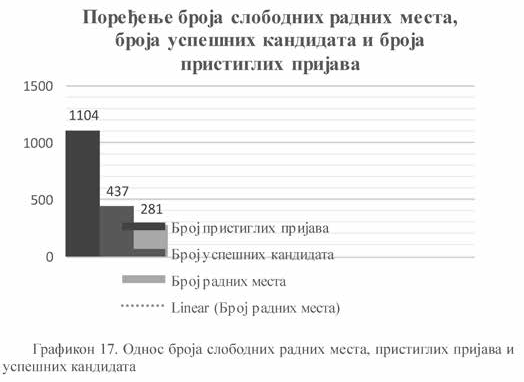 Поређење броја слободних радних места,
броја успешних кандидата и броја
пристиглих пријава
1500
1104
1000
437
500
281
Број пристиглих пријава
0
Број успешних кандидата
Број радних места
Linear (Број радних места)
Графикон 17. Однос броја слободних радних места, пристиглих пријава и
успешних кандидата